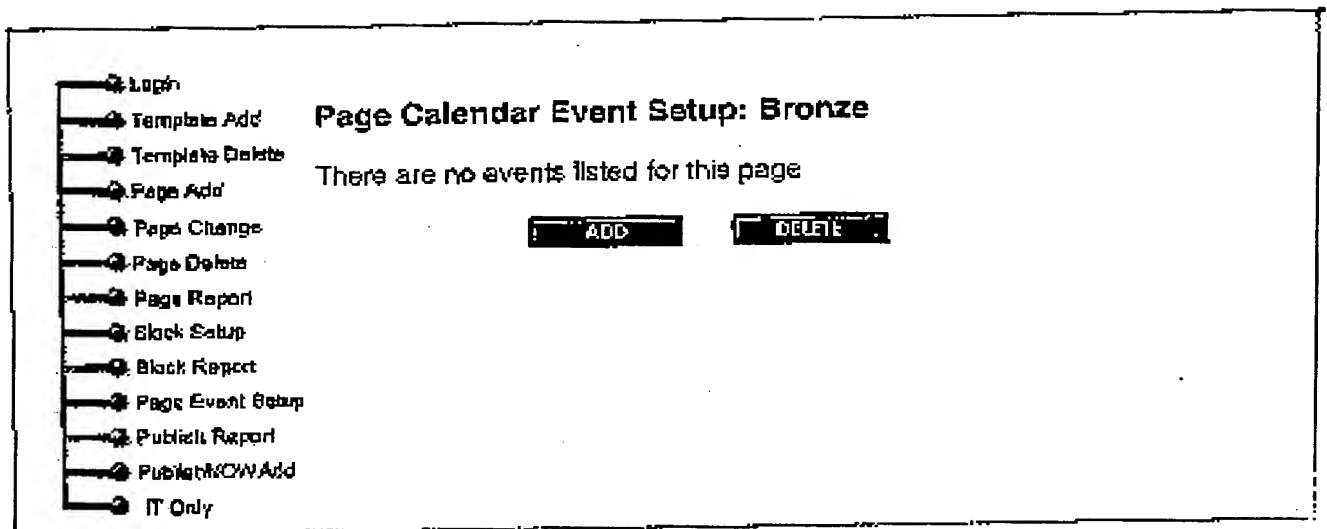 Login
Template Add
Template Delete
Page Add
Page Change
Page Delete
Page Report
Block Setup
Block Report
Page Event Setup
Publish Report
PublishNOW Add
IT Only
Page Calendar Event Setup: Bronze
There are no events listed for this page
ADD DELETE